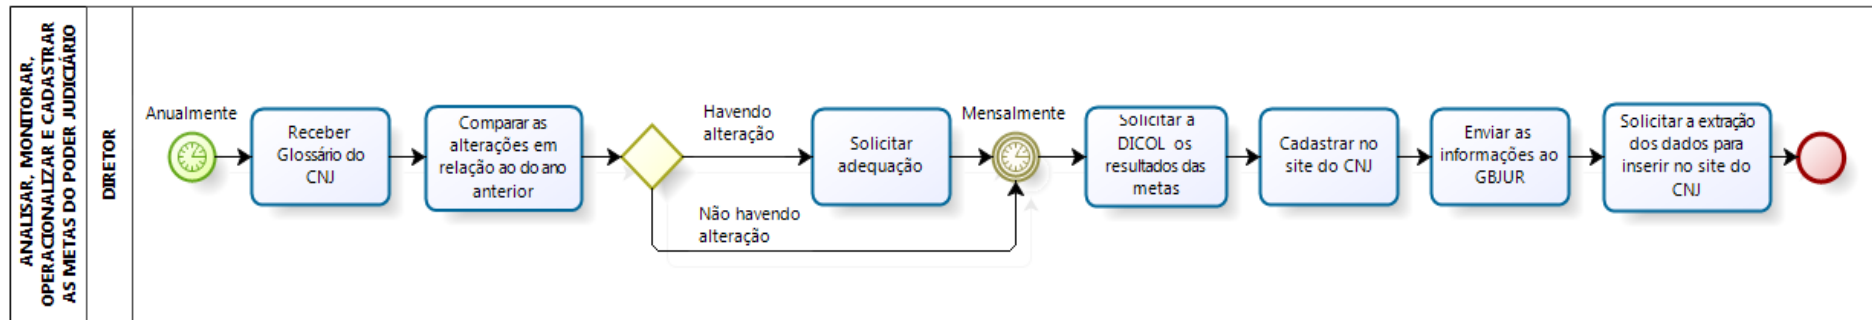 ANALISAR, MONITORAR,
OPERACIONALIZAR E CADASTRAR
AS METAS DO PODER JUDICIÁRIO
DIRETOR
Anualmente
Receber
Glossário do
CNJ
Comparar as
alterações em
relação ao do ano
anterior
Havendo
alteração
Não havendo
alteração
Solicitar
adequação
Mensalmente
Solicitar a
DICOL os
resultados das
metas
Cadastrar no
site do CNJ
Enviar as
informações ao
GBJUR
Solicitar a extração
dos dados para
inserir no site do
CNJ